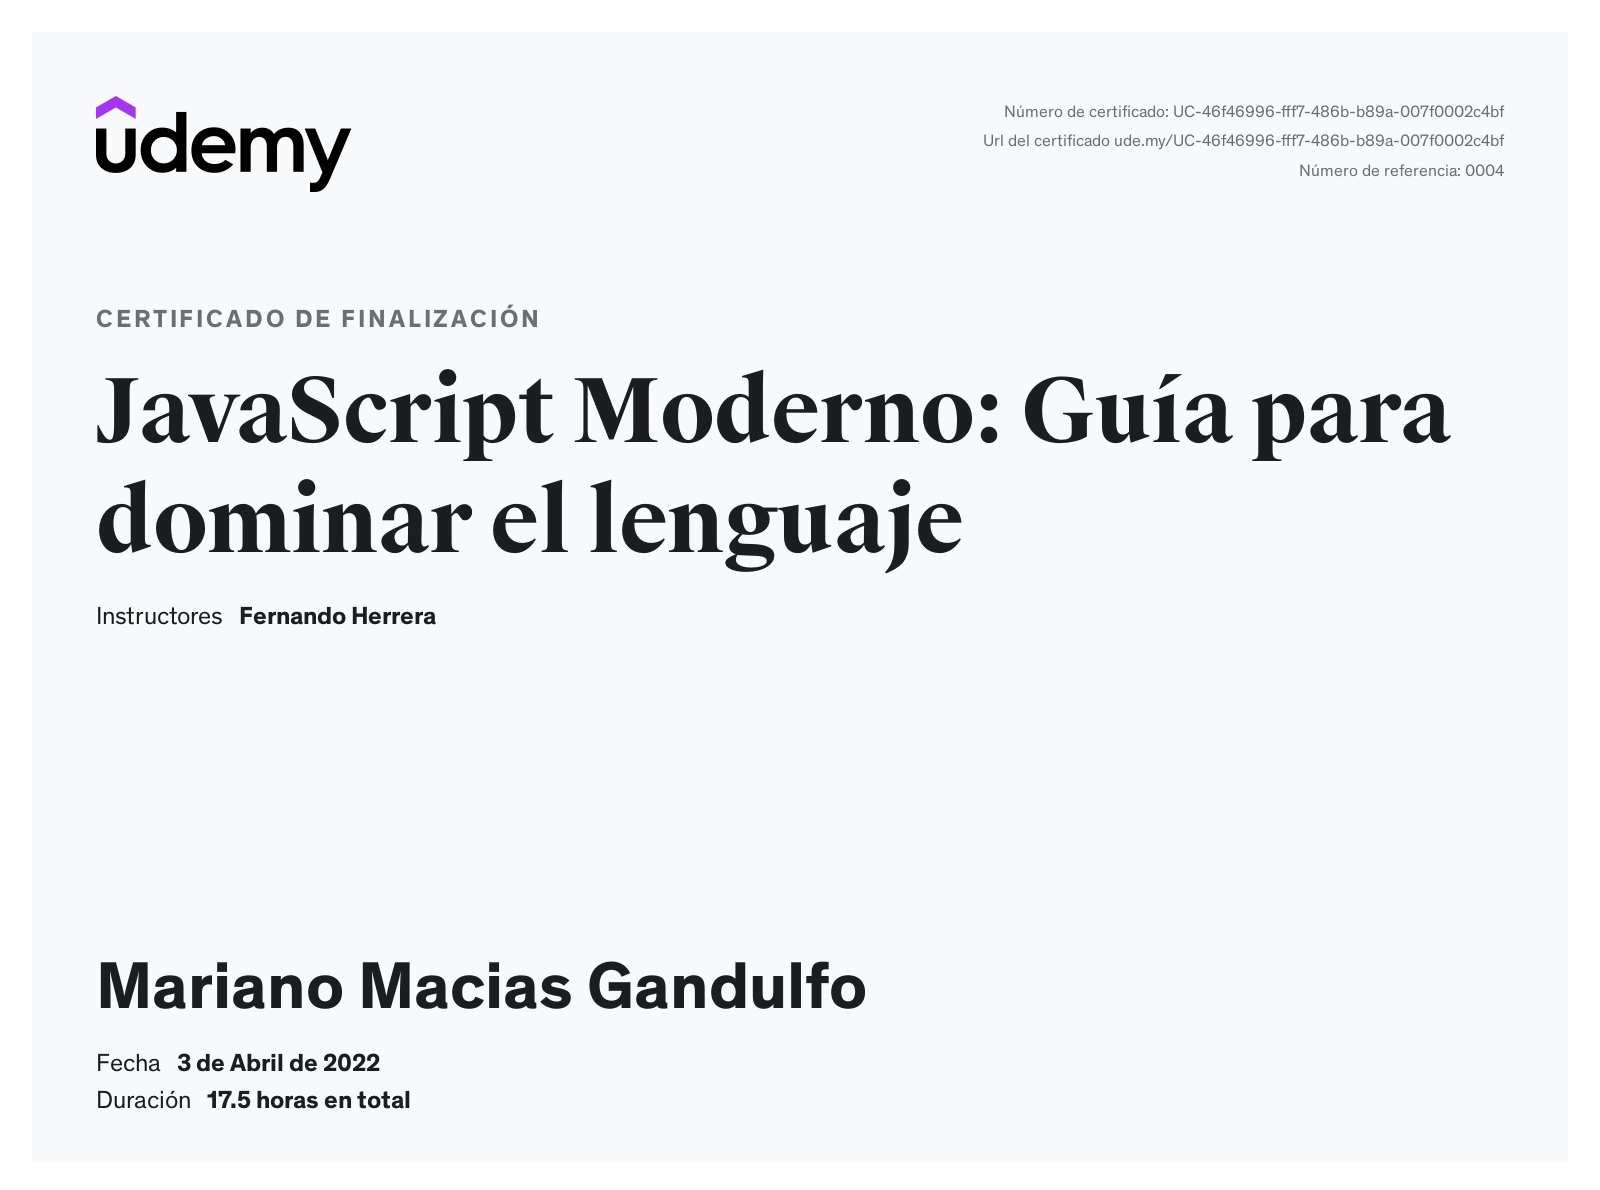 udemy
Número de certificado: UC-46f46996-fff7-486b-b89a-007f0002c4bf
Url del certificado ude.my/UC-46f46996-fff7-486b-b89a-007f0002c4bf
Número de referencia: 0004
CERTIFICADO DE FINALIZACIÓN
JavaScript Moderno: Guía para
dominar el lenguaje
Instructores Fernando Herrera
Mariano Macias Gandulfo
Fecha 3 de Abril de 2022
Duración 17.5 horas en total